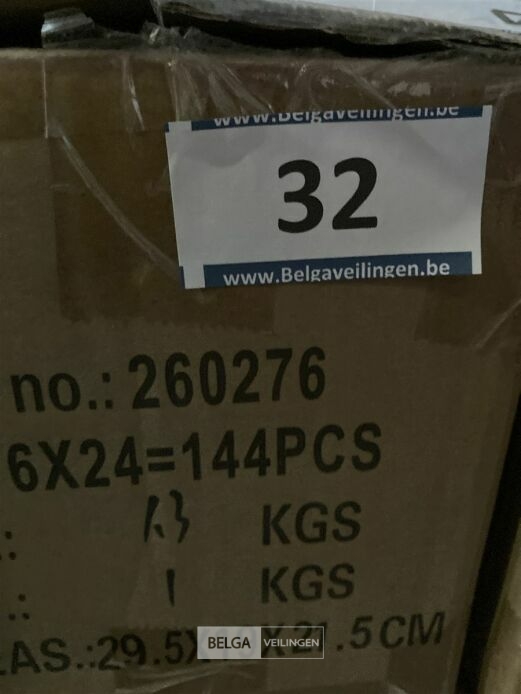 www.Belgaveilingen.be
32
www.Belgaveilingen.be
no.: 260276
6X24=144PCS
.: KGS
.: 1 KGS
EAS.:29.5X .5CM
BELGA VEILINGEN